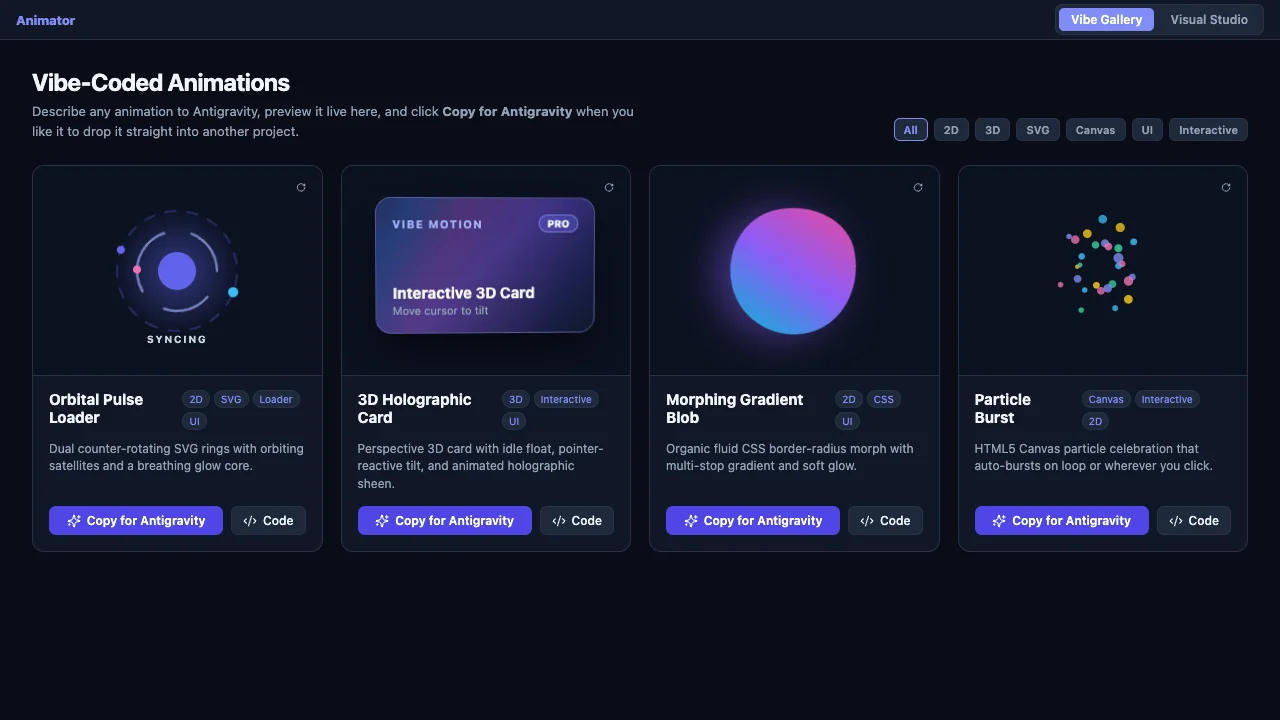 Animator
Vibe Gallery
Visual Studio
Vibe-Coded Animations
Describe any animation to Antigravity, preview it live here, and click Copy for Antigravity when you
like it to drop it straight into another project.
All
2D
3D
SVG
Canvas
UI
Interactive
SYNCING
Orbital Pulse
Loader
2D
SVG
Loader
UI
Dual counter-rotating SVG rings with orbiting
satellites and a breathing glow core.
Copy for Antigravity
</> Code
VIBE MOTION
PRO
Interactive 3D Card
Move cursor to tilt
3D Holographic
Card
3D
Interactive
UI
Perspective 3D card with idle float, pointer-
reactive tilt, and animated holographic
sheen.
Copy for Antigravity
</> Code
Morphing Gradient
Blob
2D
CSS
UI
Organic fluid CSS border-radius morph with
multi-stop gradient and soft glow.
Copy for Antigravity
</> Code
Particle
Burst
Canvas
Interactive
2D
HTML5 Canvas particle celebration that
auto-bursts on loop or wherever you click.
Copy for Antigravity
</> Code